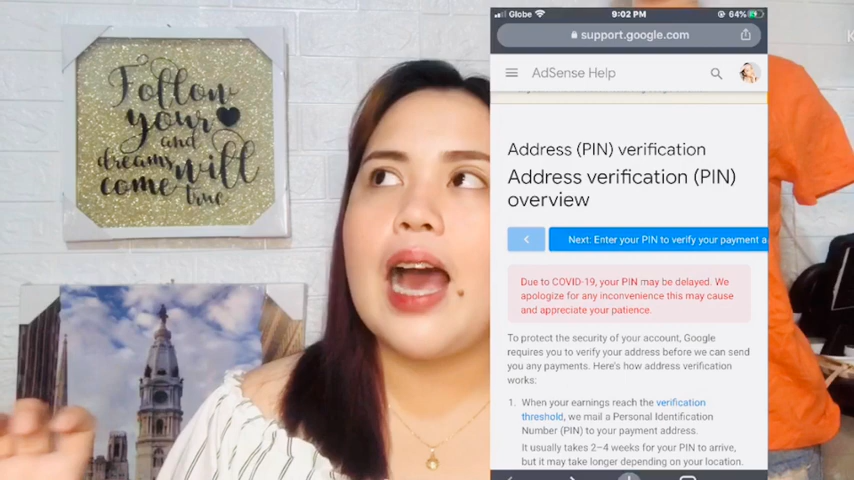 Follow
your
and
dreams will
come true
Globe 9:02 PM 64%
support.google.com
AdSense Help
Address (PIN) verification
Address verification (PIN)
overview
Next: Enter your PIN to verify your payment a
Due to COVID-19, your PIN may be delayed. We
apologize for any inconvenience this may cause
and appreciate your patience.
To protect the security of your account, Google
requires you to verify your address before we can send
you any payments. Here's how address verification
works:
1. When your earnings reach the verification
threshold, we mail a Personal Identification
Number (PIN) to your payment address.
It usually takes 2–4 weeks for your PIN to arrive,
but it may take longer depending on your location.
K